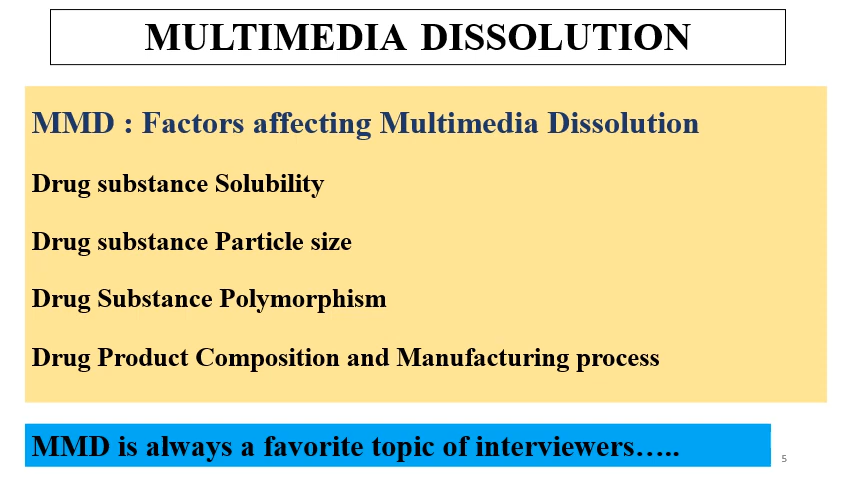 MULTIMEDIA DISSOLUTION
MMD : Factors affecting Multimedia Dissolution
Drug substance Solubility
Drug substance Particle size
Drug Substance Polymorphism
Drug Product Composition and Manufacturing process
MMD is always a favorite topic of interviewers…..
5